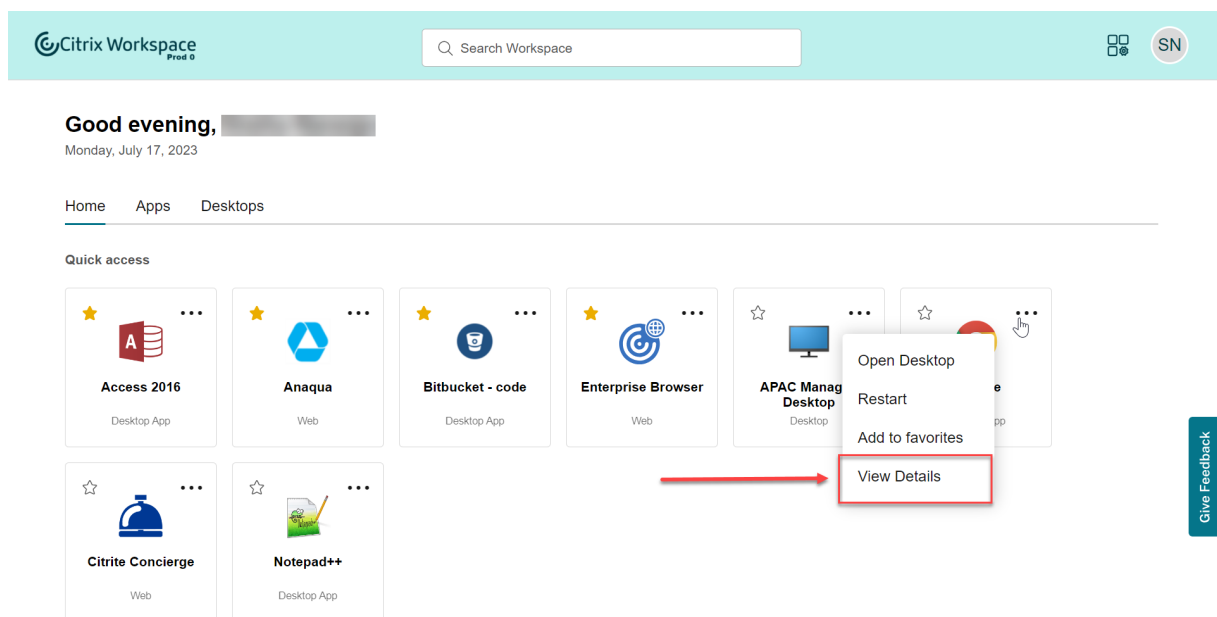 Citrix Workspace
Prod 0
Search Workspace
SN
Good evening,
Monday, July 17, 2023
Home Apps Desktops
Quick access
Access 2016
Desktop App
Anaqua
Web
Bitbucket - code
Desktop App
Enterprise Browser
Web
APAC Manag
Desktop
Desktop
e
pp
Open Desktop
Restart
Add to favorites
View Details
Citrite Concierge
Web
Notepad++
Desktop App
Give Feedback